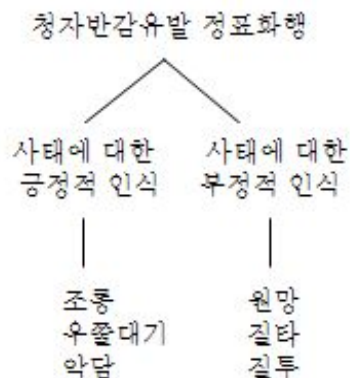 청자반감유발 정표화행
사태에 대한 사태에 대한
긍정적 인식 부정적 인식
조롱 원망
우쭐대기 질타
악담 질투